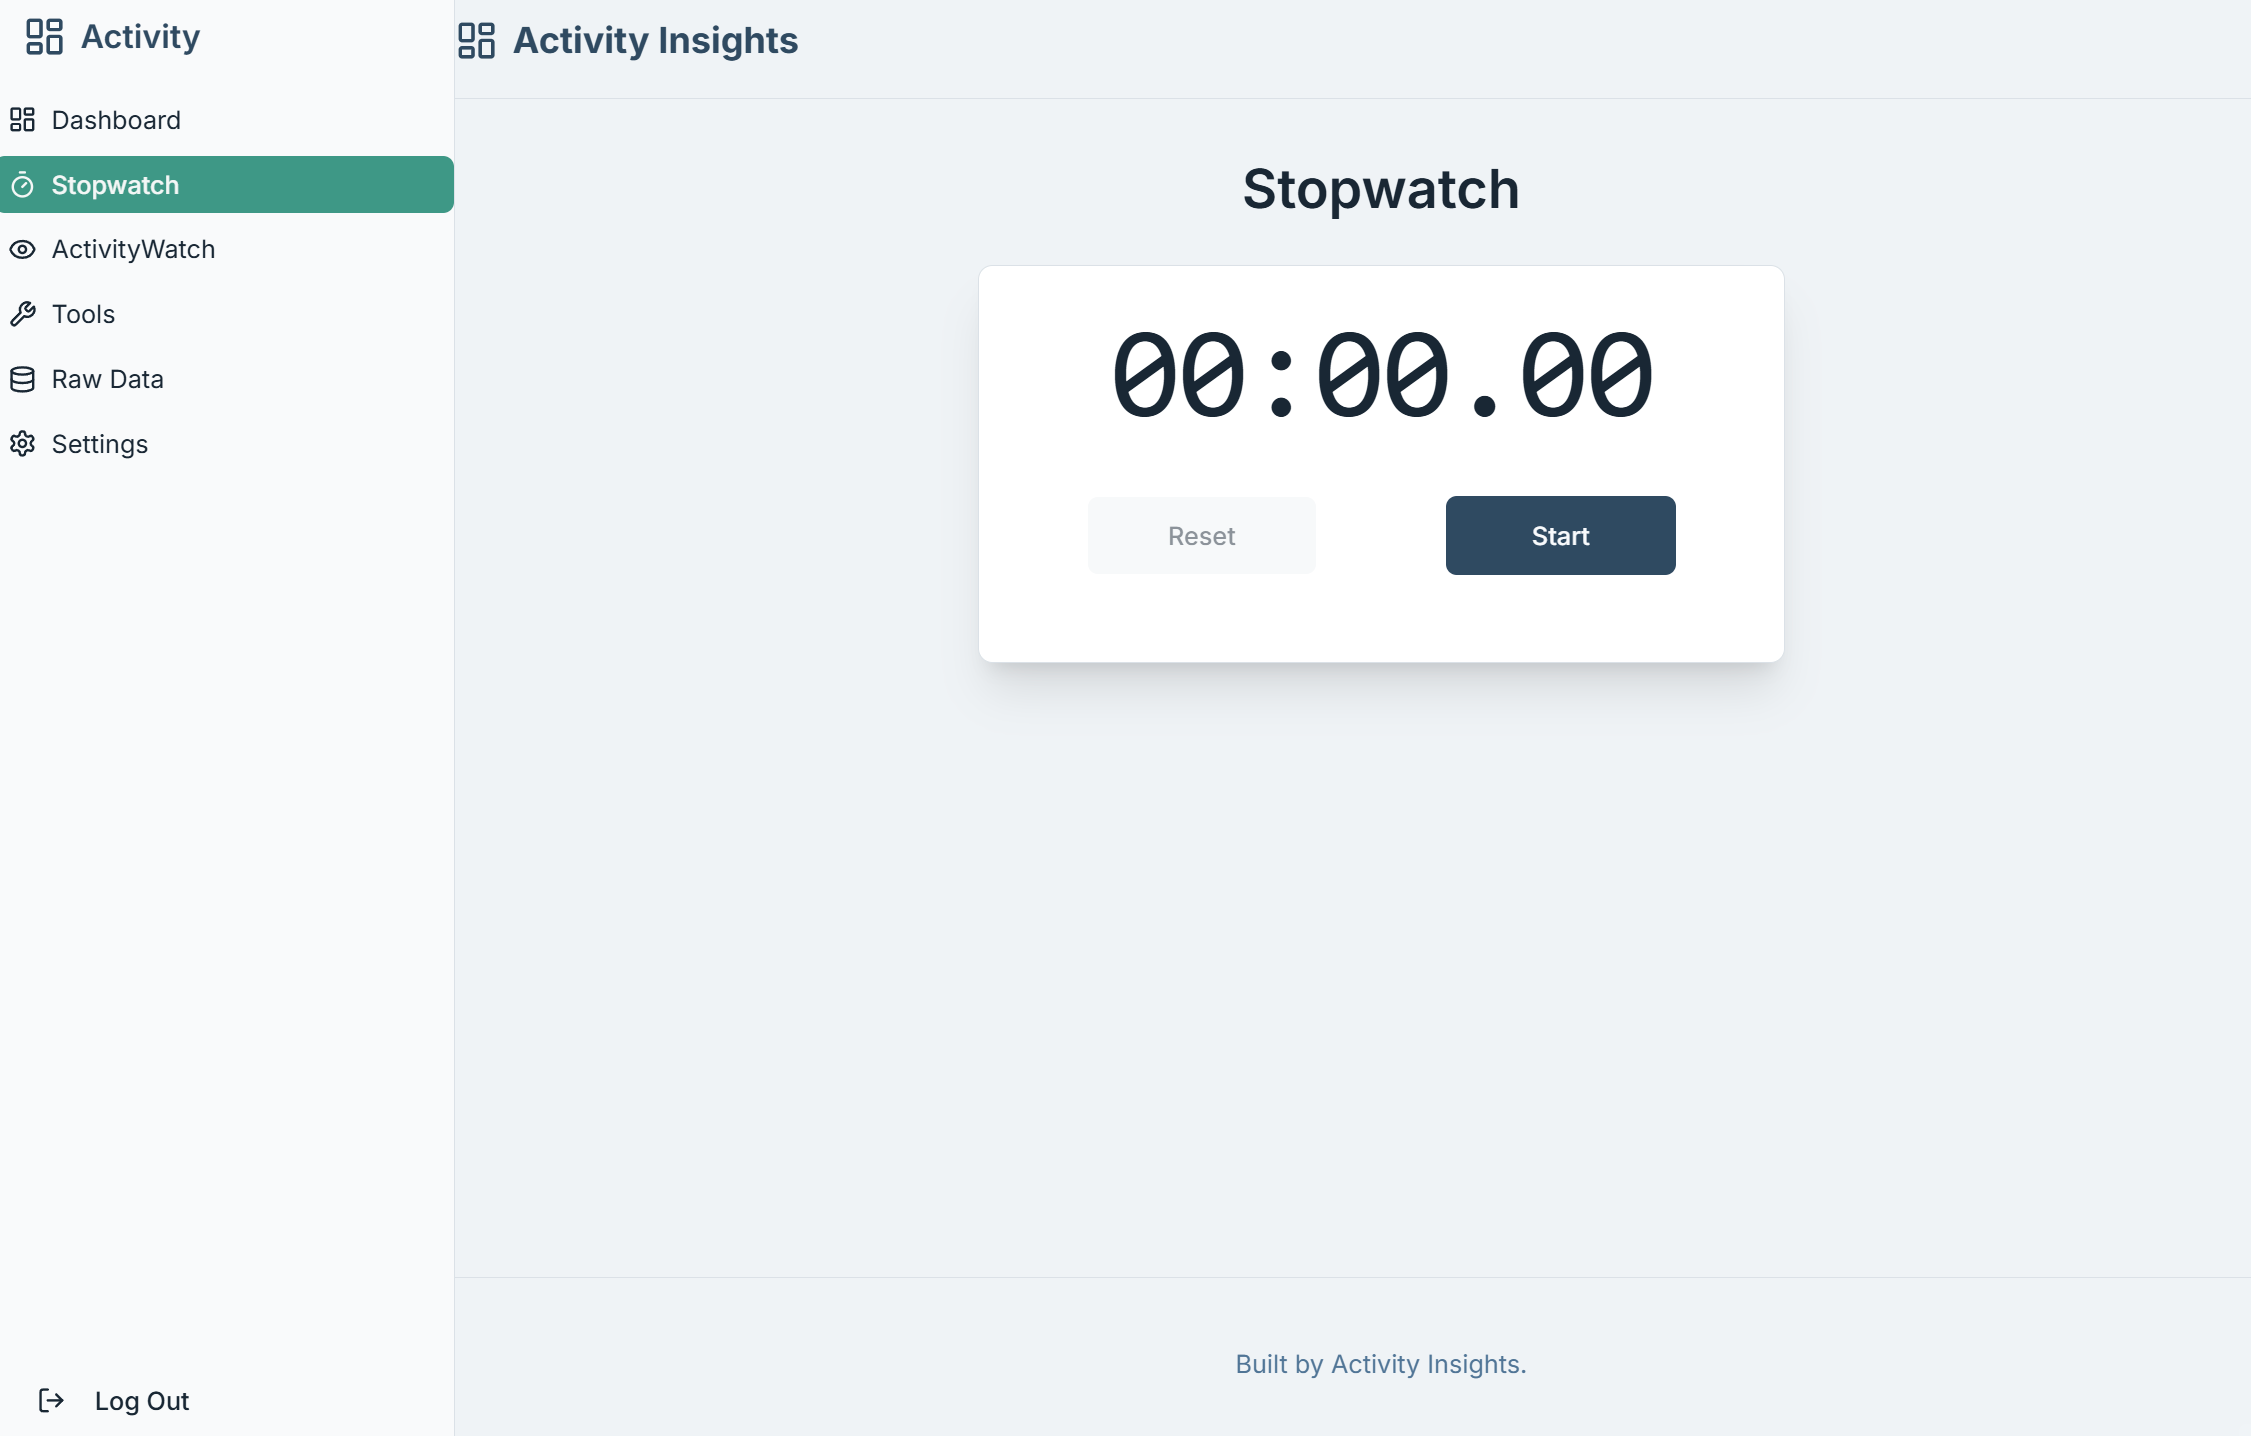 Activity
Dashboard
Stopwatch
ActivityWatch
Tools
Raw Data
Settings
Log Out
Activity Insights
Stopwatch
00:00.00
Reset
Start
Built by Activity Insights.